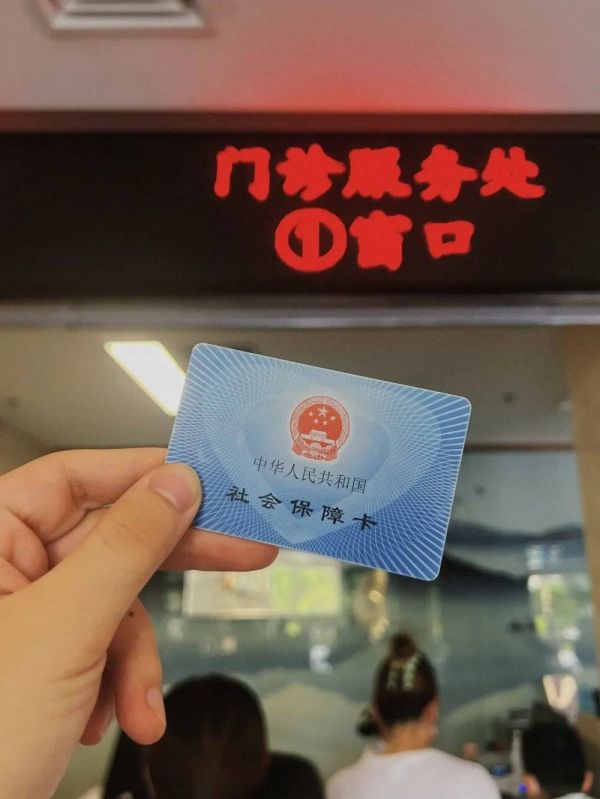 门诊服务处
①窗口
中华人民共和国
社会保障卡